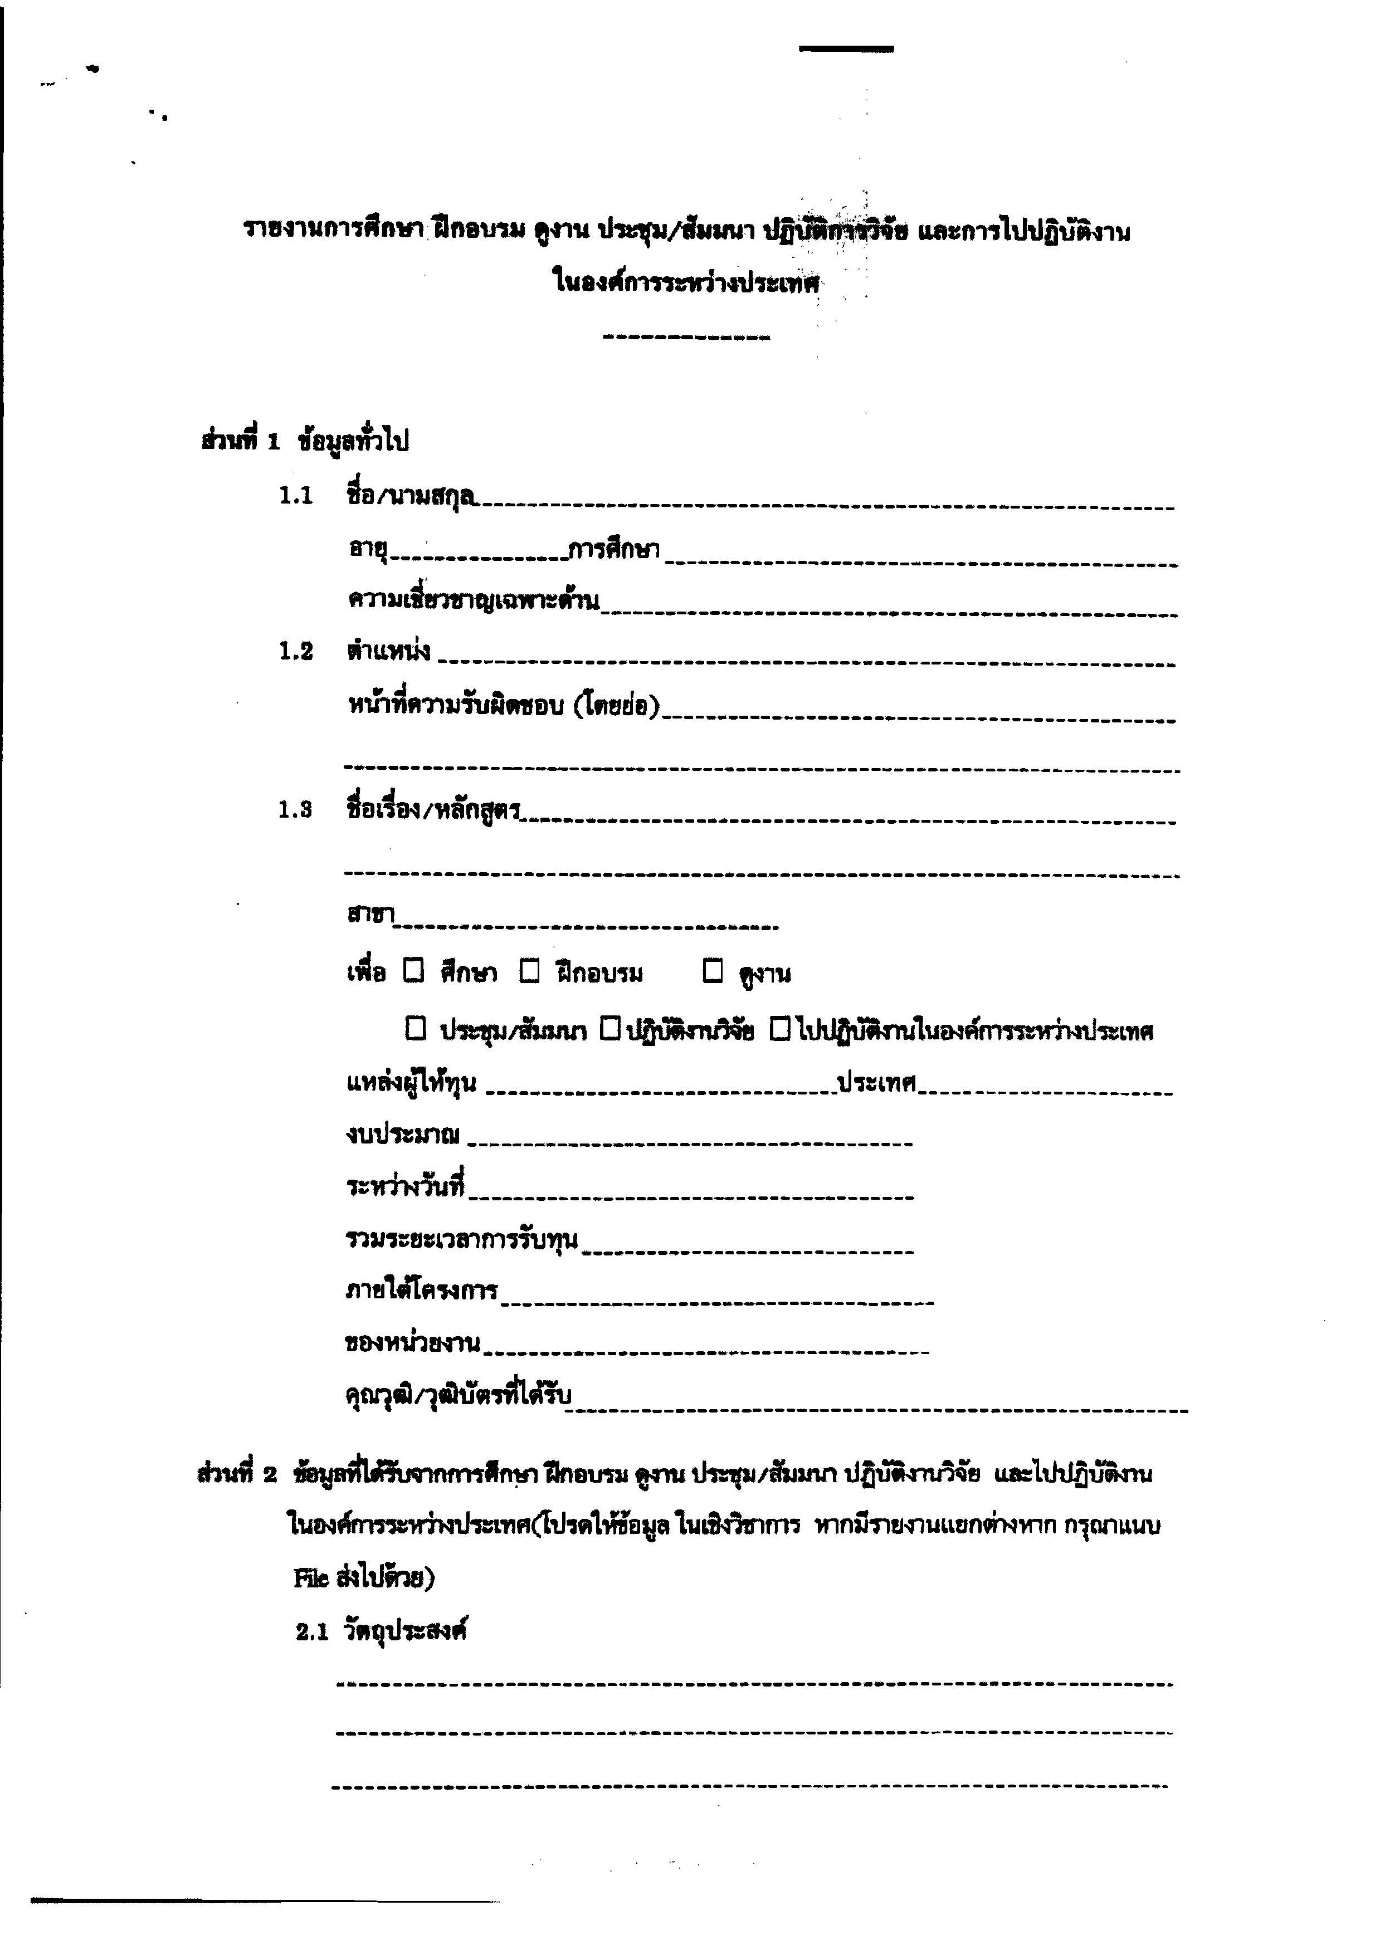 รายงานการศึกษา ฝึกอบรม ดูงาน ประชุม/สัมมนา ปฏิบัติการวิจัย และการไปปฏิบัติงาน
ในองค์การระหว่างประเทศ
-------------
ส่วนที่ 1 ข้อมูลทั่วไป
1.1 ชื่อ/นามสกุล
อายุ การศึกษา
ความเชี่ยวชาญเฉพาะด้าน
1.2 ตำแหน่ง
หน้าที่ความรับผิดชอบ (โดยย่อ)
1.3 ชื่อเรื่อง/หลักสูตร
สาขา
เพื่อ ☐ ศึกษา ☐ ฝึกอบรม ☐ ดูงาน
☐ ประชุม/สัมมนา ☐ ปฏิบัติงานวิจัย ☐ ไปปฏิบัติงานในองค์การระหว่างประเทศ
แหล่งผู้ให้ทุน ประเทศ
งบประมาณ
ระหว่างวันที่
รวมระยะเวลาการรับทุน
ภายใต้โครงการ
ของหน่วยงาน
คุณวุฒิ/วุฒิบัตรที่ได้รับ
ส่วนที่ 2 ข้อมูลที่ได้รับจากการศึกษา ฝึกอบรม ดูงาน ประชุม/สัมมนา ปฏิบัติงานวิจัย และไปปฏิบัติงาน
ในองค์การระหว่างประเทศ(โปรดให้ข้อมูล ในเชิงวิชาการ หากมีรายงานแยกต่างหาก กรุณาแนบ
File ส่งไปด้วย)
2.1 วัตถุประสงค์